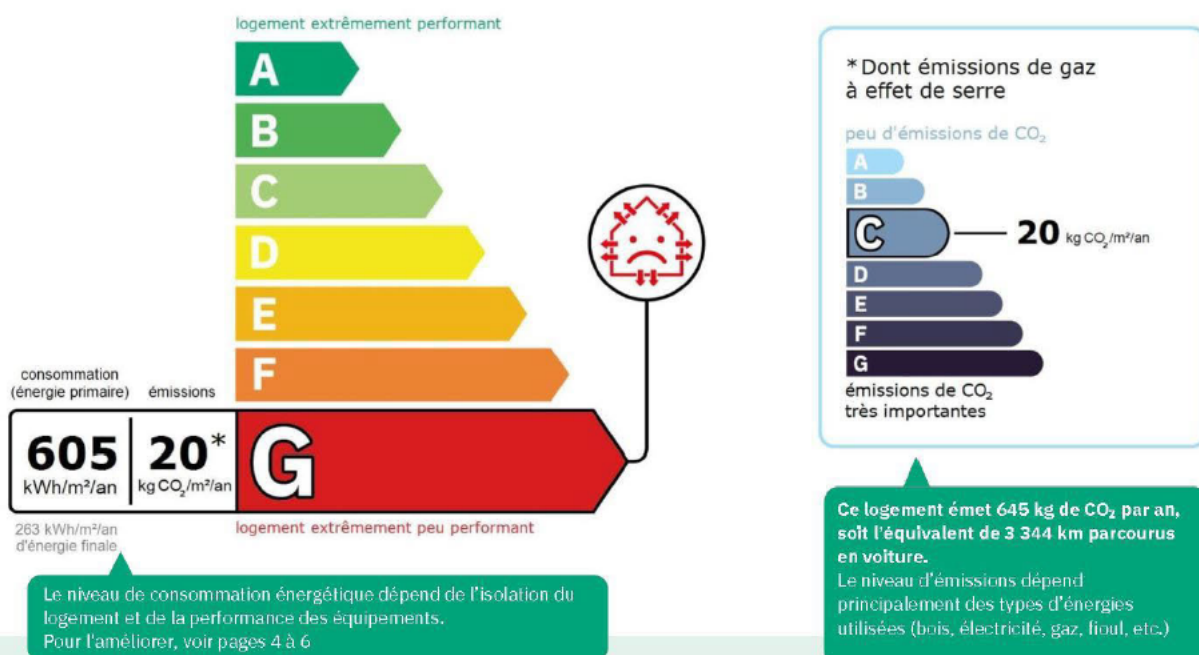 logement extrêmement performant
A
B
C
D
E
F
consommation
(énergie primaire)
émissions
605
kWh/m²/an
20*
kg CO₂/m²/an
G
263 kWh/m²/an
d'énergie finale
logement extrêmement peu performant
Le niveau de consommation énergétique dépend de l'isolation du
logement et de la performance des équipements.
Pour l'améliorer, voir pages 4 à 6
*Dont émissions de gaz
à effet de serre
peu d'émissions de CO₂
A
B
C
20 kg CO₂/m²/an
D
E
F
G
émissions de CO₂
très importantes
Ce logement émet 645 kg de CO₂ par an,
soit l'équivalent de 3 344 km parcourus
en voiture.
Le niveau d'émissions dépend
principalement des types d'énergies
utilisées (bois, électricité, gaz, fioul, etc.)